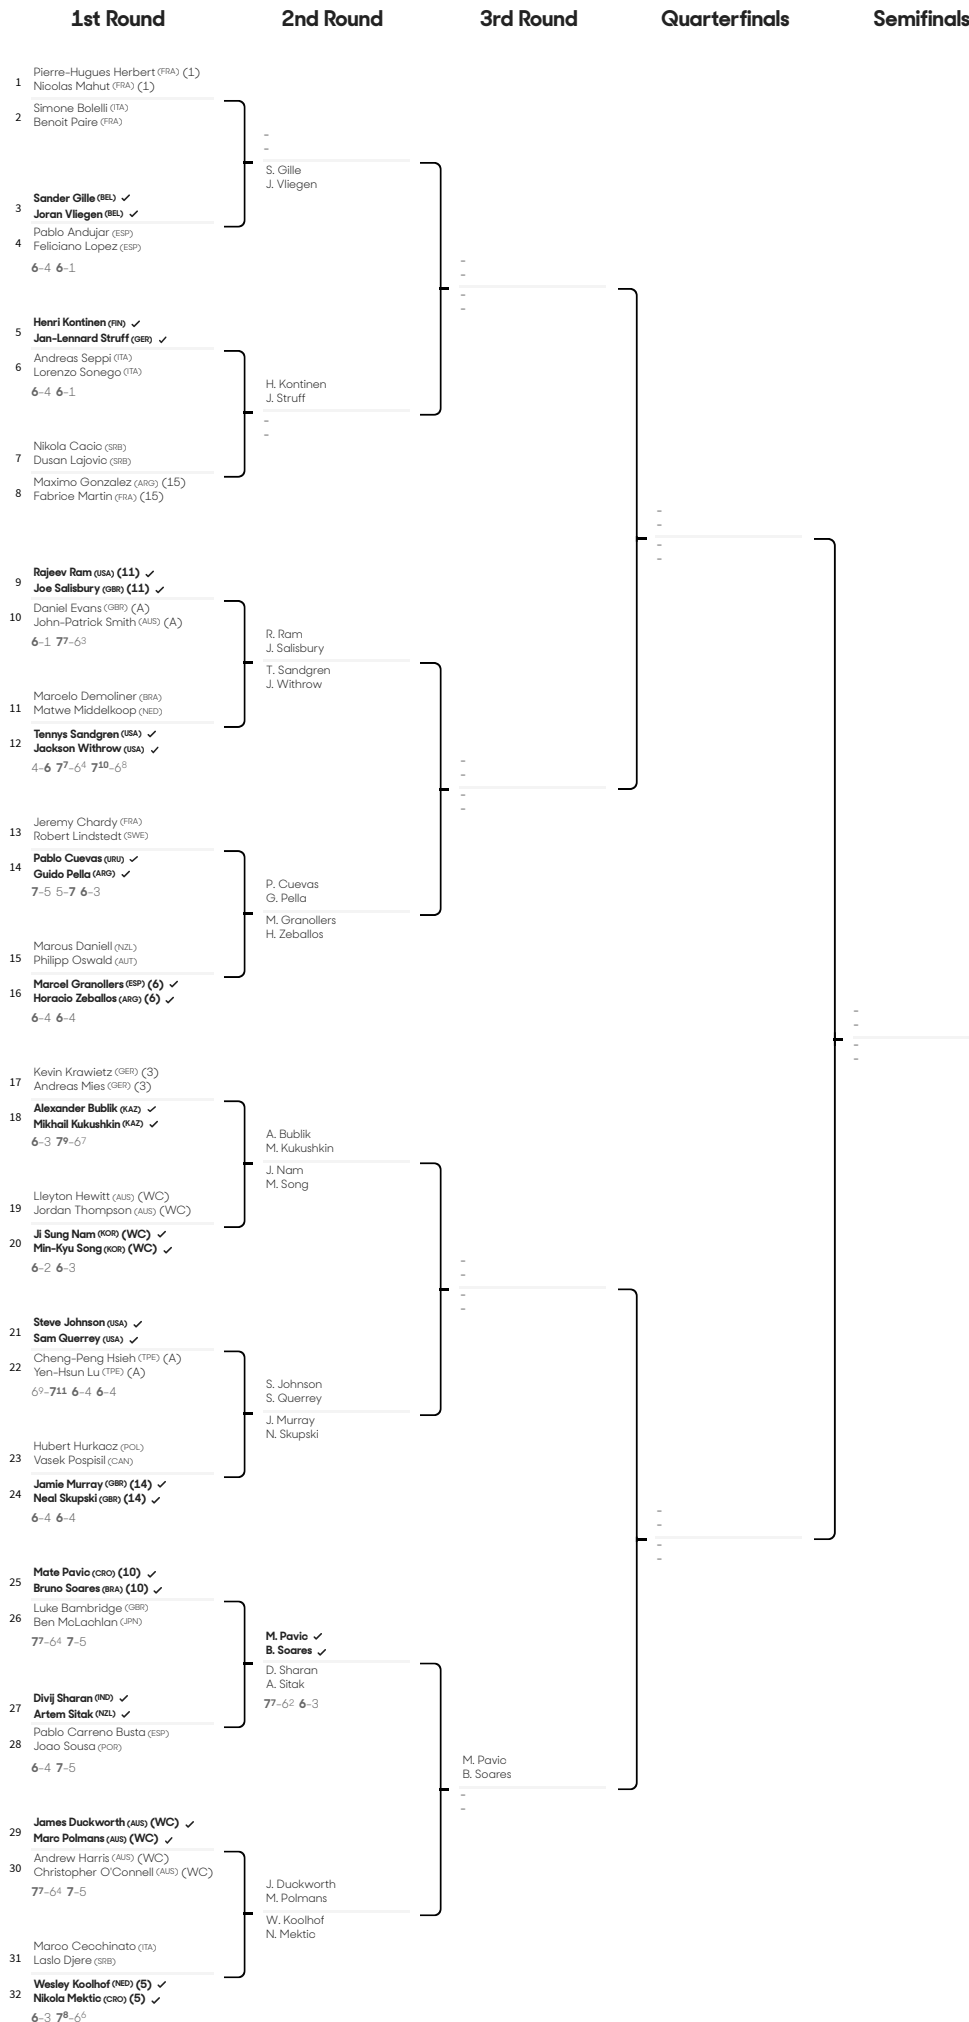 1st Round
2nd Round
3rd Round
Quarterfinals
Semifinals
1
Pierre-Hugues Herbert (FRA) (1)
Nicolas Mahut (FRA) (1)
2
Simone Bolelli (ITA)
Benoit Paire (FRA)
3
Sander Gille (BEL) ✓
Joran Vliegen (BEL) ✓
4
Pablo Andujar (ESP)
Feliciano Lopez (ESP)
6-4 6-1
5
Henri Kontinen (FIN) ✓
Jan-Lennard Struff (GER) ✓
6
Andreas Seppi (ITA)
Lorenzo Sonego (ITA)
6-4 6-1
7
Nikola Cacic (SRB)
Dusan Lajovic (SRB)
8
Maximo Gonzalez (ARG) (15)
Fabrice Martin (FRA) (15)
9
Rajeev Ram (USA) (11) ✓
Joe Salisbury (GBR) (11) ✓
10
Daniel Evans (GBR) (A)
John-Patrick Smith (AUS) (A)
6-1 7⁷-6³
11
Marcelo Demoliner (BRA)
Matwe Middelkoop (NED)
12
Tennys Sandgren (USA) ✓
Jackson Withrow (USA) ✓
4-6 7⁷-6⁴ 7¹⁰-6⁸
13
Jeremy Chardy (FRA)
Robert Lindstedt (SWE)
14
Pablo Cuevas (URU) ✓
Guido Pella (ARG) ✓
7-5 5-7 6-3
15
Marcus Daniell (NZL)
Philipp Oswald (AUT)
16
Marcel Granollers (ESP) (6) ✓
Horacio Zeballos (ARG) (6) ✓
6-4 6-4
17
Kevin Krawietz (GER) (3)
Andreas Mies (GER) (3)
18
Alexander Bublik (KAZ) ✓
Mikhail Kukushkin (KAZ) ✓
6-3 7⁹-6⁷
19
Lleyton Hewitt (AUS) (WC)
Jordan Thompson (AUS) (WC)
20
Ji Sung Nam (KOR) (WC) ✓
Min-Kyu Song (KOR) (WC) ✓
6-2 6-3
21
Steve Johnson (USA) ✓
Sam Querrey (USA) ✓
22
Cheng-Peng Hsieh (TPE) (A)
Yen-Hsun Lu (TPE) (A)
6⁹-7¹¹ 6-4 6-4
23
Hubert Hurkacz (POL)
Vasek Pospisil (CAN)
24
Jamie Murray (GBR) (14) ✓
Neal Skupski (GBR) (14) ✓
6-4 6-4
25
Mate Pavic (CRO) (10) ✓
Bruno Soares (BRA) (10) ✓
26
Luke Bambridge (GBR)
Ben McLachlan (JPN)
7⁷-6⁴ 7-5
27
Divij Sharan (IND) ✓
Artem Sitak (NZL) ✓
28
Pablo Carreno Busta (ESP)
Joao Sousa (POR)
6-4 7-5
29
James Duckworth (AUS) (WC) ✓
Marc Polmans (AUS) (WC) ✓
30
Andrew Harris (AUS) (WC)
Christopher O'Connell (AUS) (WC)
7⁷-6⁴ 7-5
31
Marco Cecchinato (ITA)
Laslo Djere (SRB)
32
Wesley Koolhof (NED) (5) ✓
Nikola Mektic (CRO) (5) ✓
6-3 7⁸-6⁶
-
-
S. Gille
J. Vliegen
H. Kontinen
J. Struff
-
-
R. Ram
J. Salisbury
T. Sandgren
J. Withrow
P. Cuevas
G. Pella
M. Granollers
H. Zeballos
A. Bublik
M. Kukushkin
J. Nam
M. Song
S. Johnson
S. Querrey
J. Murray
N. Skupski
M. Pavic ✓
B. Soares ✓
D. Sharan
A. Sitak
7⁷-6² 6-3
J. Duckworth
M. Polmans
W. Koolhof
N. Mektic
-
-
-
-
-
-
-
-
-
-
-
-
M. Pavic
B. Soares
-
-
-
-
-
-
-
-
-
-
-
-
-
-